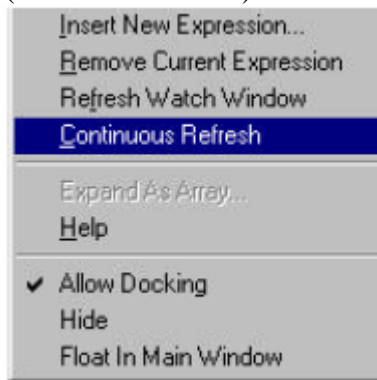 Insert New Expression...
Remove Current Expression
Refresh Watch Window
Continuous Refresh
Expand As Array...
Help
Allow Docking
Hide
Float In Main Window